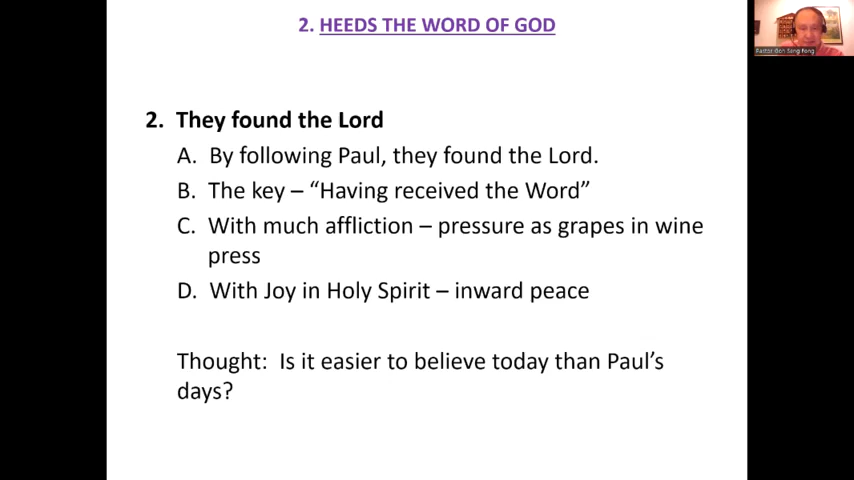 2. HEEDS THE WORD OF GOD
2. They found the Lord
A. By following Paul, they found the Lord.
B. The key – “Having received the Word”
C. With much affliction – pressure as grapes in wine
press
D. With Joy in Holy Spirit – inward peace
Thought: Is it easier to believe today than Paul’s
days?